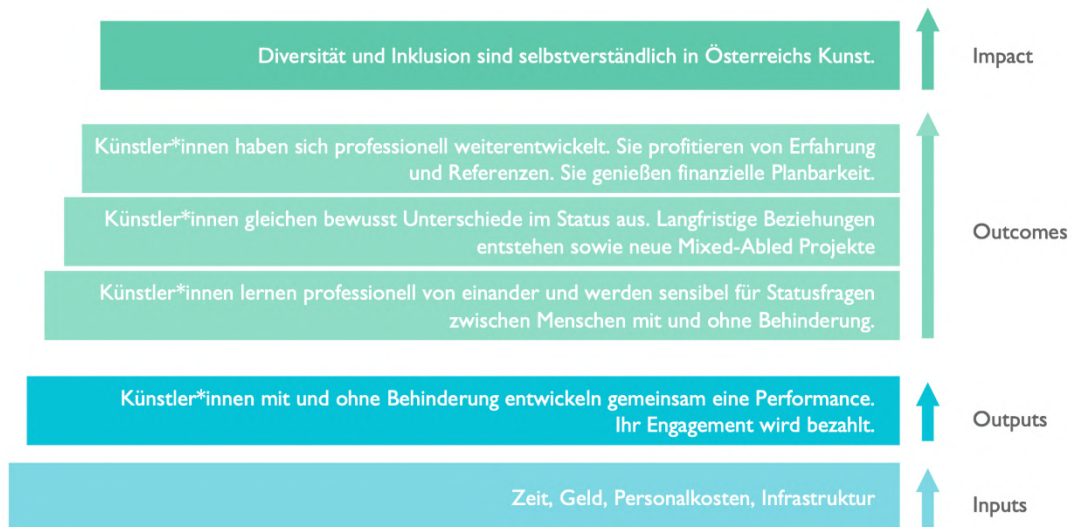 Diversität und Inklusion sind selbstverständlich in Österreichs Kunst.
Impact
Künstler*innen haben sich professionell weiterentwickelt. Sie profitieren von Erfahrung
und Referenzen. Sie genießen finanzielle Planbarkeit.
Künstler*innen gleichen bewusst Unterschiede im Status aus. Langfristige Beziehungen
entstehen sowie neue Mixed-Abled Projekte
Outcomes
Künstler*innen lernen professionell von einander und werden sensibel für Statusfragen
zwischen Menschen mit und ohne Behinderung.
Künstler*innen mit und ohne Behinderung entwickeln gemeinsam eine Performance.
Ihr Engagement wird bezahlt.
Outputs
Zeit, Geld, Personalkosten, Infrastruktur
Inputs